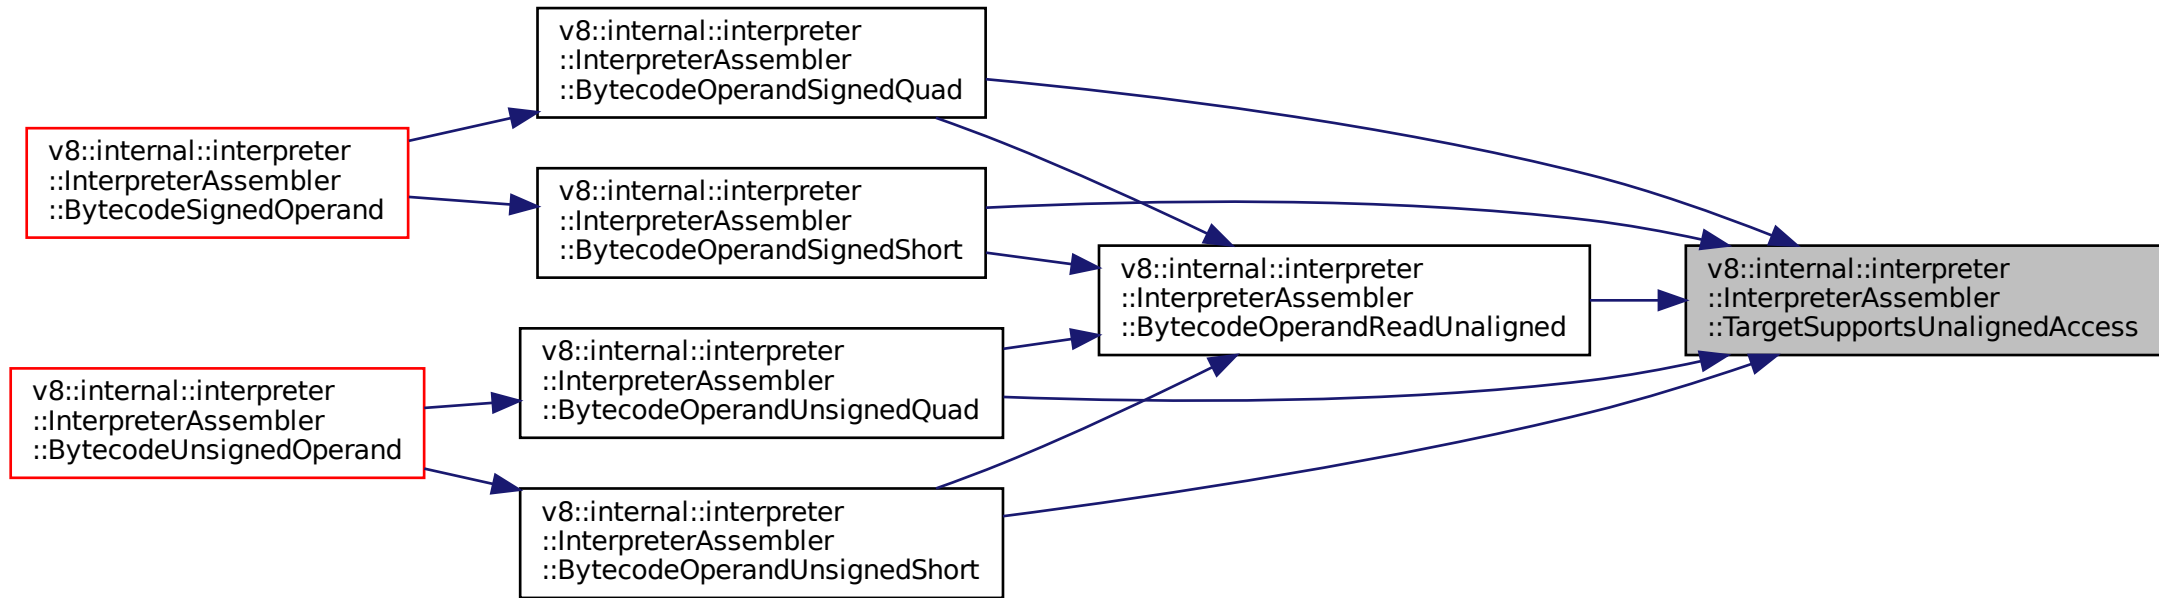 v8::internal::interpreter
::InterpreterAssembler
::BytecodeOperandSignedQuad
v8::internal::interpreter
::InterpreterAssembler
::BytecodeSignedOperand
v8::internal::interpreter
::InterpreterAssembler
::BytecodeOperandSignedShort
v8::internal::interpreter
::InterpreterAssembler
::BytecodeOperandReadUnaligned
v8::internal::interpreter
::InterpreterAssembler
::TargetSupportsUnalignedAccess
v8::internal::interpreter
::InterpreterAssembler
::BytecodeOperandUnsignedQuad
v8::internal::interpreter
::InterpreterAssembler
::BytecodeUnsignedOperand
v8::internal::interpreter
::InterpreterAssembler
::BytecodeOperandUnsignedShort